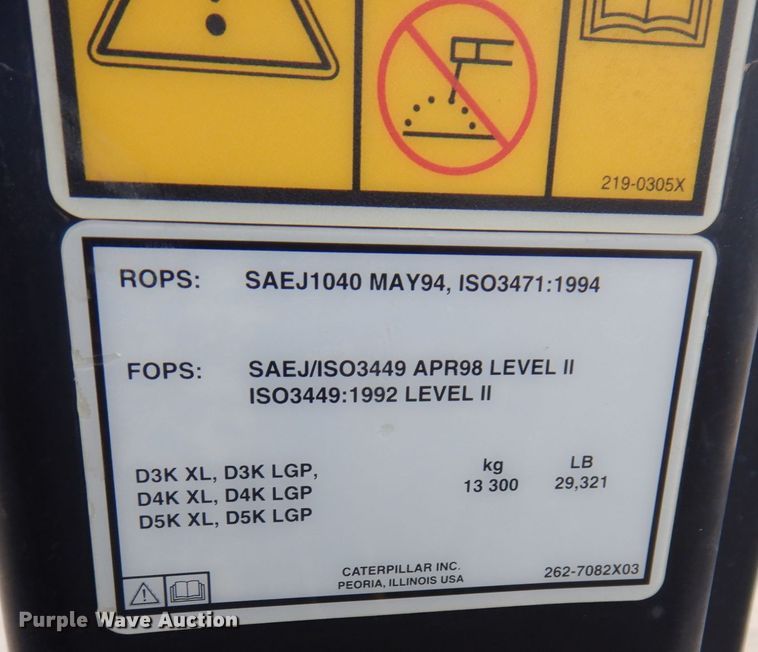 219-0305X
ROPS: SAEJ1040 MAY94, ISO3471:1994
FOPS: SAEJ/ISO3449 APR98 LEVEL II
ISO3449:1992 LEVEL II
kg LB
D3K XL, D3K LGP,
D4K XL, D4K LGP 13 300 29,321
D5K XL, D5K LGP
CATERPILLAR INC.
PEORIA, ILLINOIS USA
262-7082X03
Purple Wave Auction